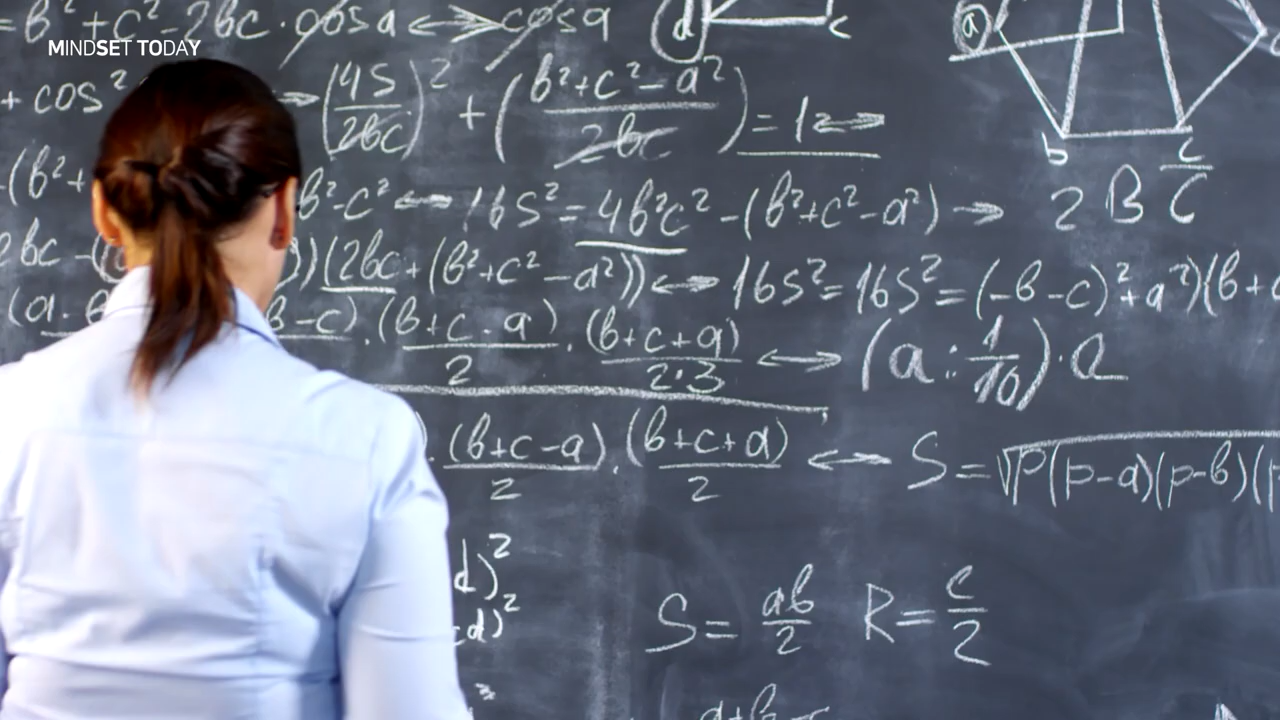 = b² + c² - 2bc · cos a ⟷ cos a
d
c
a
MINDSET TODAY
+ cos²
(4S/2bc)² + (b²+c²-a²/2bc) = 1 ⟷
b
c
-(b²+
b²-c² ⟷ 16S² = 4b²c² - (b²+c²-a²) → 2 B C
2bc -(
))(2bc + (b²+c²-a²)) ⟷ 16S² = 16S² = (-b-c)²+a²)(b+c
(a-
b-c) · (b+c-a)/2 · (b+c+a)/2·3 ⟷ (a : 1/10) · a
· (b+c-a)/2 · (b+c+a)/2 ⟷ S = √p(p-a)(p-b)(p
d)²
cd)²
S = ab/2 R = c/2
a+b-c